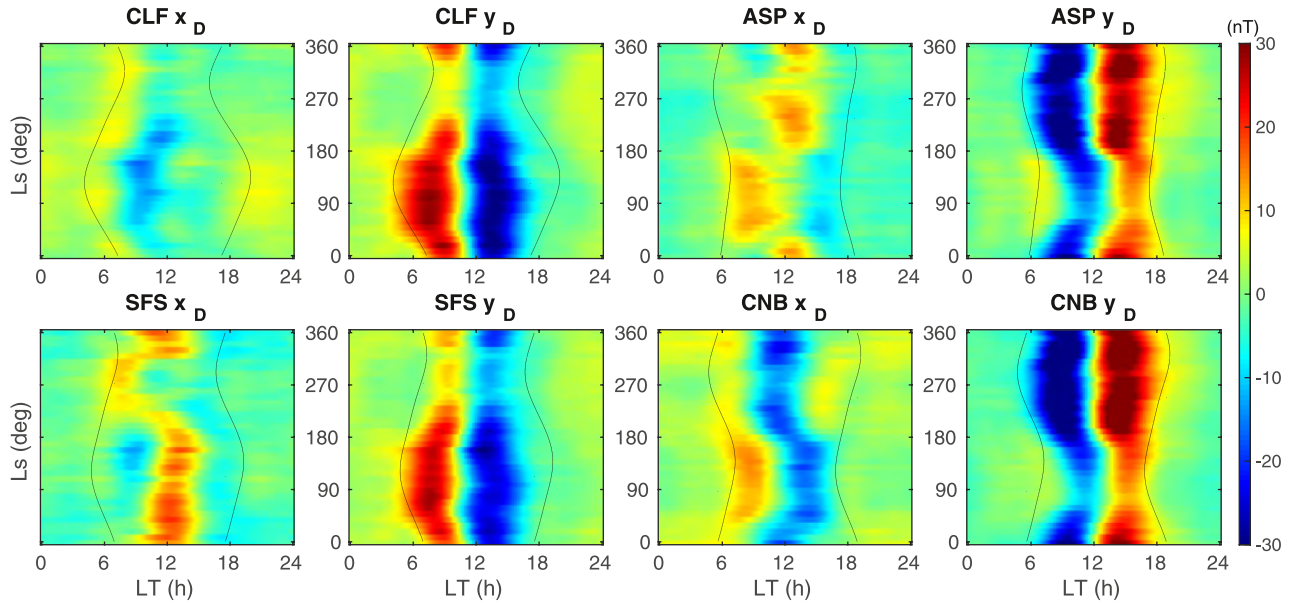 CLF x D CLF y D ASP x D ASP y D (nT)
360 360 360 360 30
270 270 270 270 20
Ls (deg) 180 180 180 180
90 90 90 90 10
0 0 0 0
0 6 12 18 24 0 6 12 18 24 0 6 12 18 24 0 6 12 18 24
SFS x D SFS y D CNB x D CNB y D 0
360 360 360 360
270 270 270 270 -10
Ls (deg) 180 180 180 180
90 90 90 90 -20
0 0 0 0 -30
0 6 12 18 24 0 6 12 18 24 0 6 12 18 24 0 6 12 18 24
LT (h) LT (h) LT (h) LT (h)